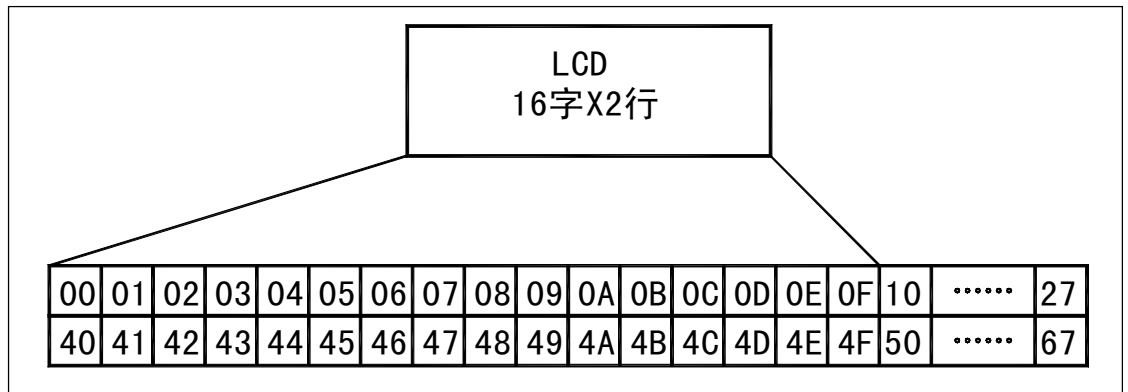 LCD
16字X2行
00 01 02 03 04 05 06 07 08 09 0A 0B 0C 0D 0E 0F 10 ⋯⋯ 27
40 41 42 43 44 45 46 47 48 49 4A 4B 4C 4D 4E 4F 50 ⋯⋯ 67